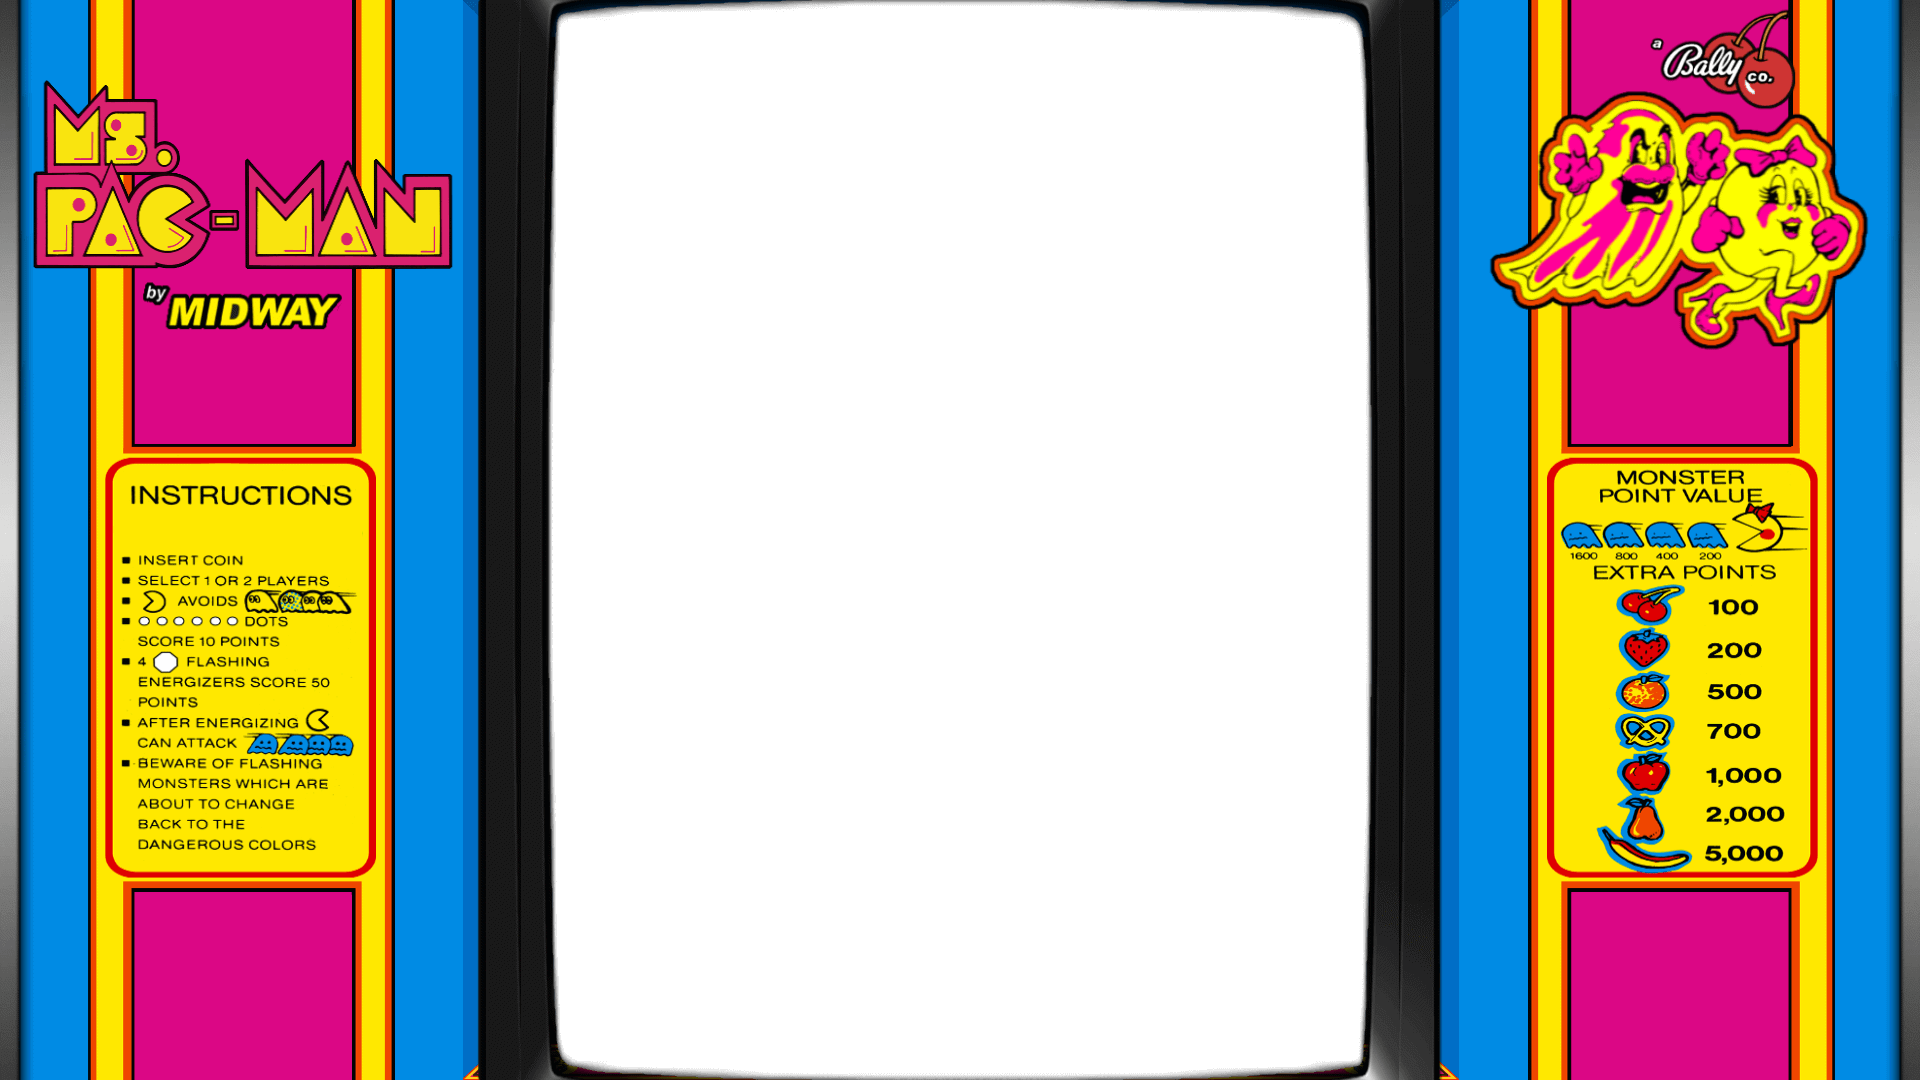 Ms.
PAC-MAN
by
MIDWAY
INSTRUCTIONS
INSERT COIN
SELECT 1 OR 2 PLAYERS
AVOIDS
DOTS
SCORE 10 POINTS
4 FLASHING
ENERGIZERS SCORE 50
POINTS
AFTER ENERGIZING
CAN ATTACK
BEWARE OF FLASHING
MONSTERS WHICH ARE
ABOUT TO CHANGE
BACK TO THE
DANGEROUS COLORS
a
Bally co.
MONSTER
POINT VALUE
1600 800 400 200
EXTRA POINTS
100
200
500
700
1,000
2,000
5,000